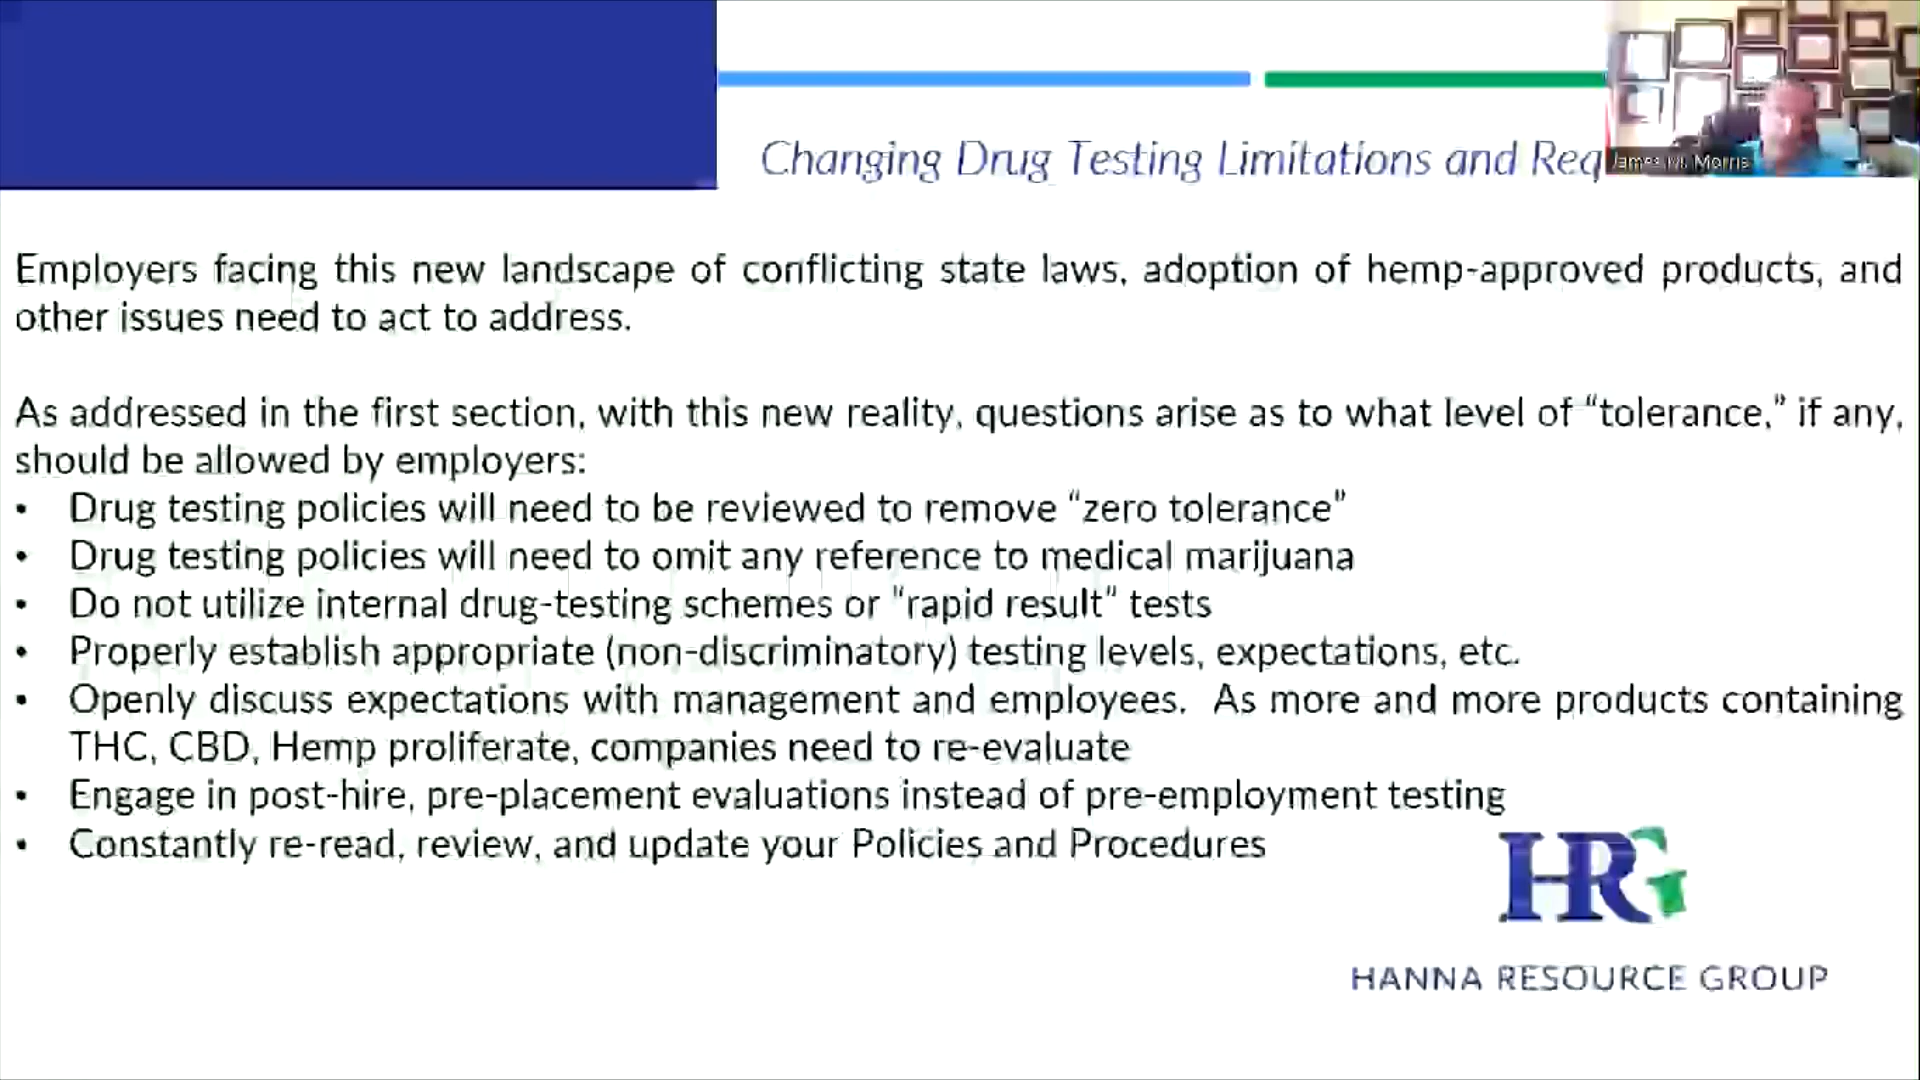 Changing Drug Testing Limitations and Req
James M. Morris
Employers facing this new landscape of conflicting state laws, adoption of hemp-approved products, and
other issues need to act to address.
As addressed in the first section, with this new reality, questions arise as to what level of “tolerance,” if any,
should be allowed by employers:
• Drug testing policies will need to be reviewed to remove “zero tolerance”
• Drug testing policies will need to omit any reference to medical marijuana
• Do not utilize internal drug-testing schemes or “rapid result” tests
• Properly establish appropriate (non-discriminatory) testing levels, expectations, etc.
• Openly discuss expectations with management and employees. As more and more products containing
THC, CBD, Hemp proliferate, companies need to re-evaluate
• Engage in post-hire, pre-placement evaluations instead of pre-employment testing
• Constantly re-read, review, and update your Policies and Procedures
HRG
HANNA RESOURCE GROUP